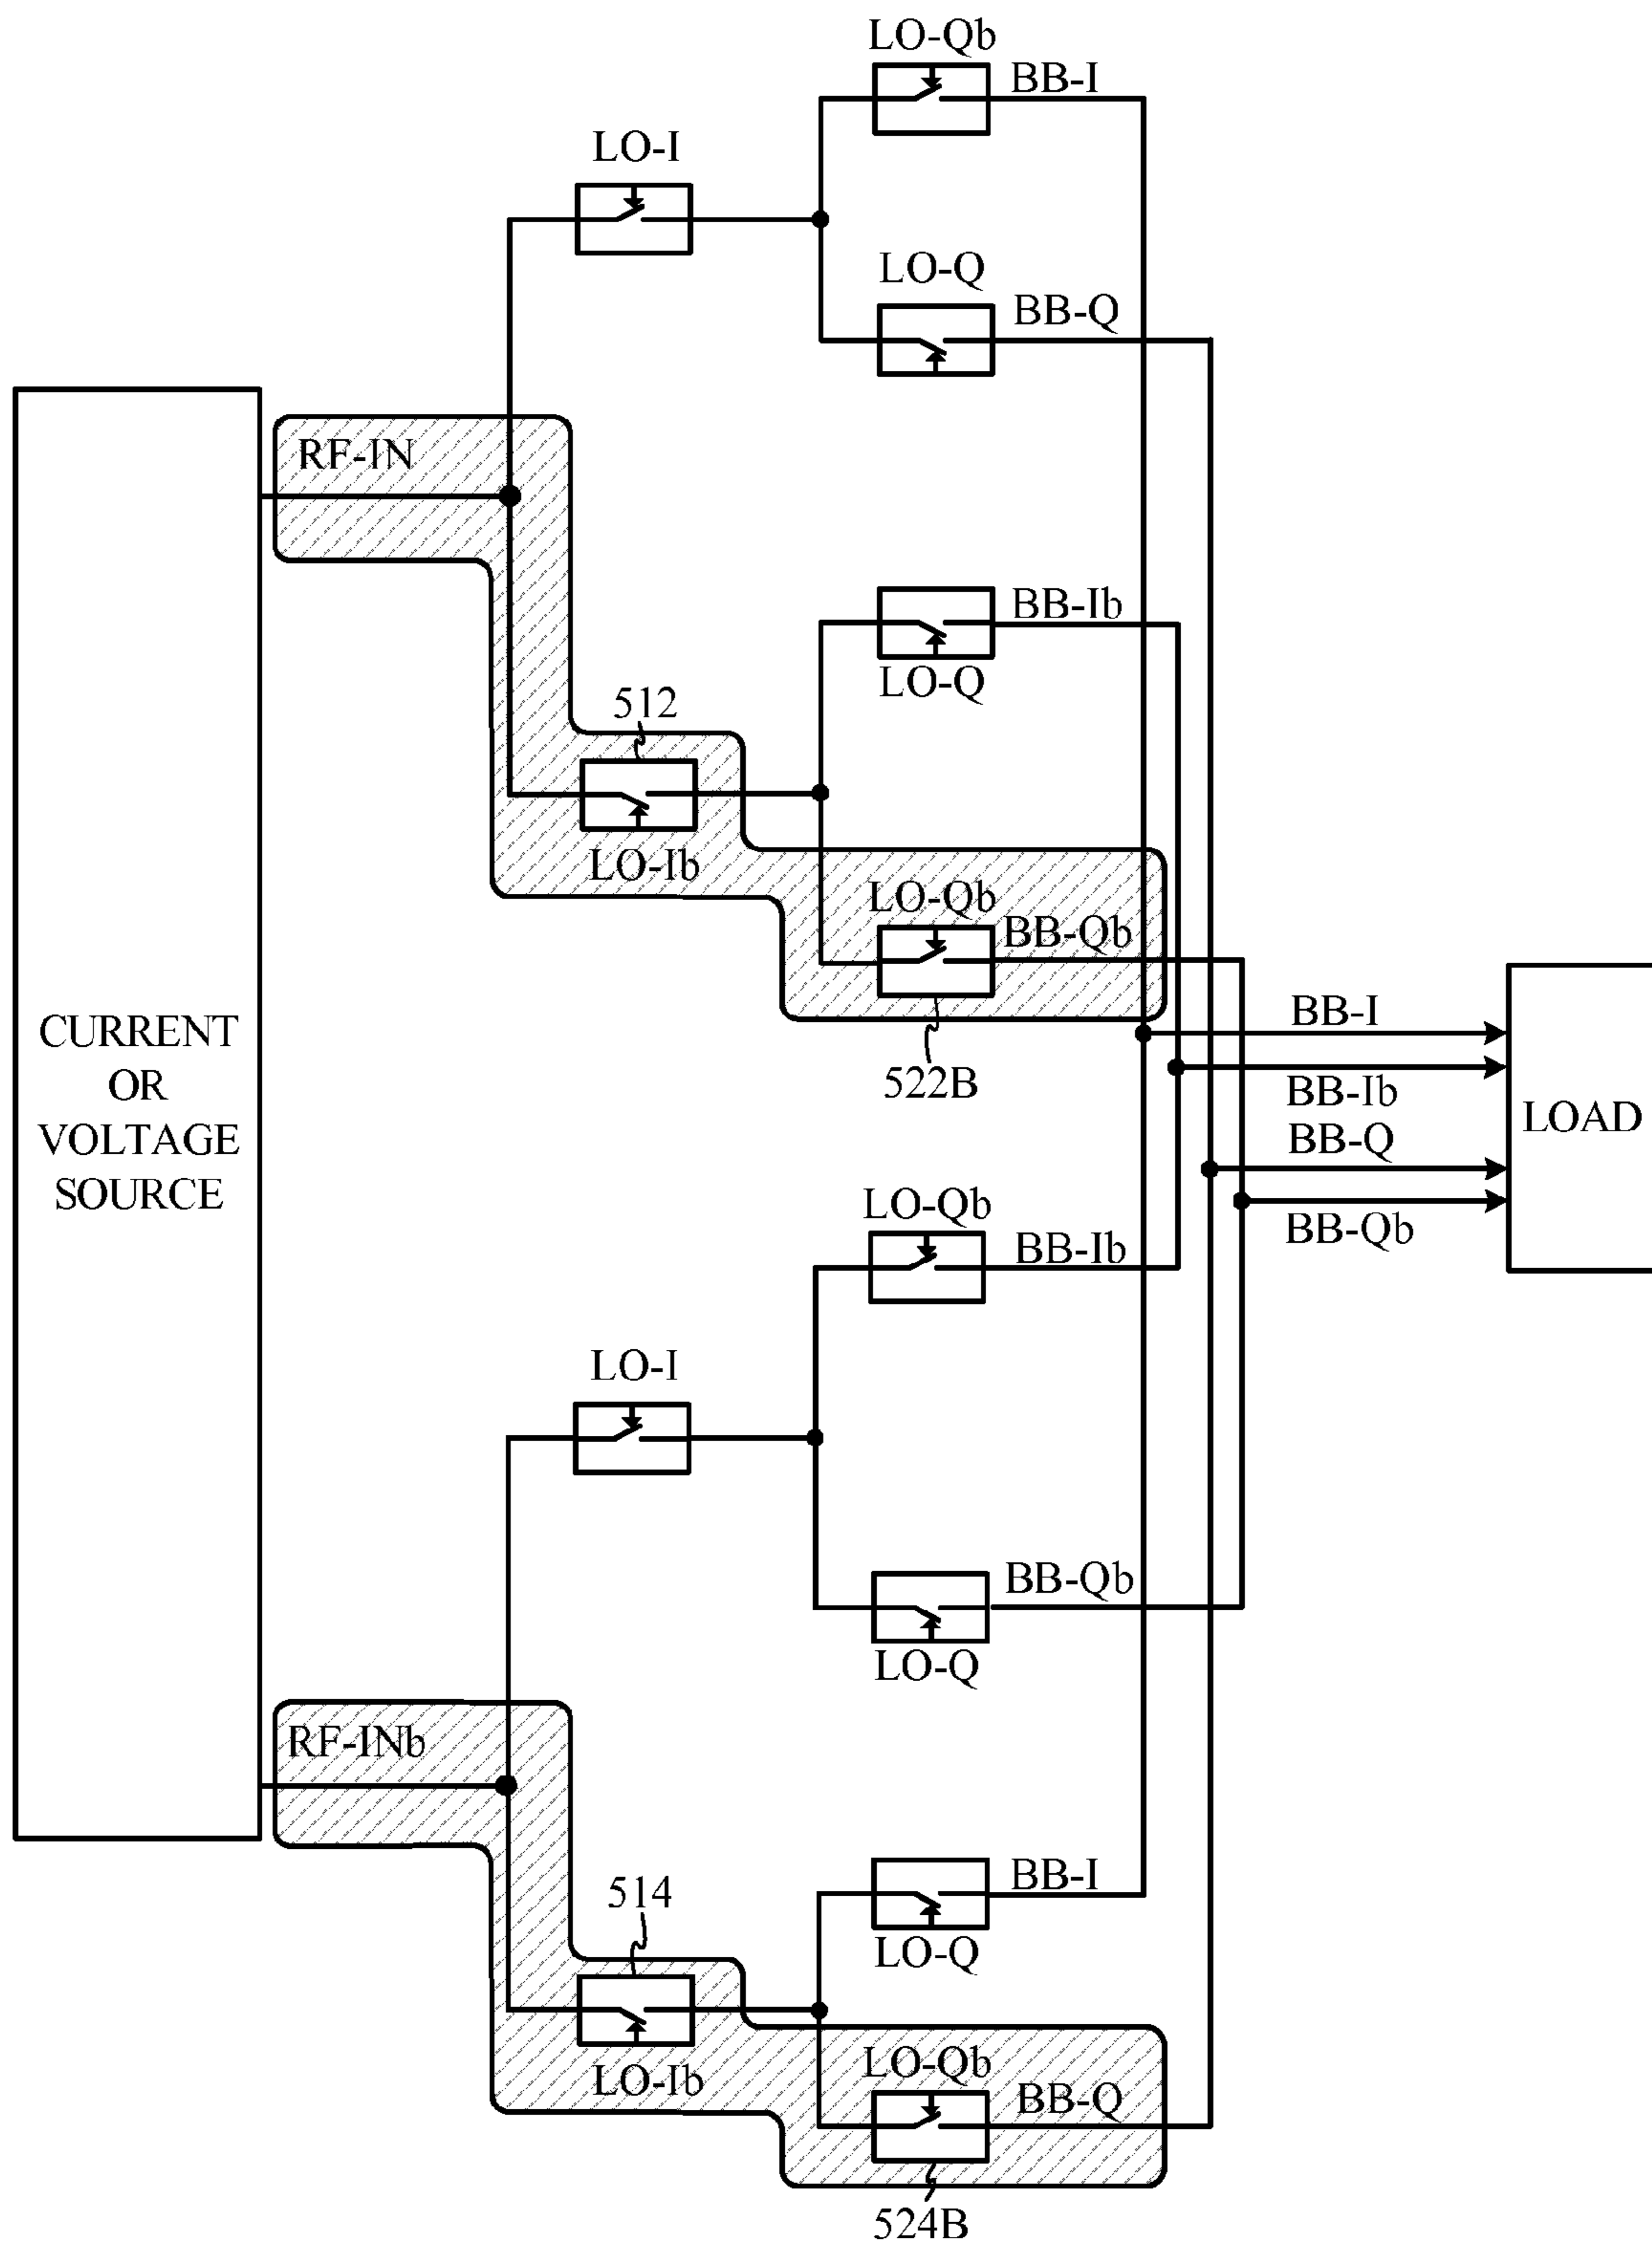 LO-Qb
BB-I
LO-I
LO-Q
BB-Q
RF-IN
BB-Ib
LO-Q
512
LO-Ib
LO-Qb
BB-Qb
522B
CURRENT
OR
VOLTAGE
SOURCE
BB-I
BB-Ib
BB-Q
BB-Qb
LOAD
LO-Qb
BB-Ib
LO-I
BB-Qb
LO-Q
RF-INb
BB-I
514
LO-Q
LO-Ib
LO-Qb
BB-Q
524B